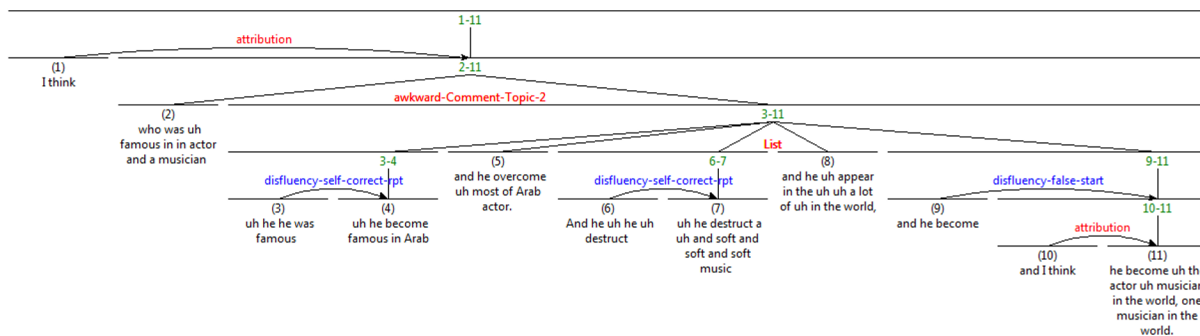 1-11
attribution
(1)
I think
2-11
awkward-Comment-Topic-2
(2)
who was uh
famous in in actor
and a musician
3-11
List
3-4
(5)
and he overcome
uh most of Arab
actor.
6-7
(8)
and he uh appear
in the uh uh a lot
of uh in the world,
9-11
disfluency-self-correct-rpt
(3)
uh he he was
famous
(4)
uh he become
famous in Arab
disfluency-self-correct-rpt
(6)
And he uh he uh
destruct
(7)
uh he destruct a
uh and soft and
soft and soft
music
disfluency-false-start
(9)
and he become
10-11
attribution
(10)
and I think
(11)
he become uh th
actor uh musician
in the world, one
musician in the
world.